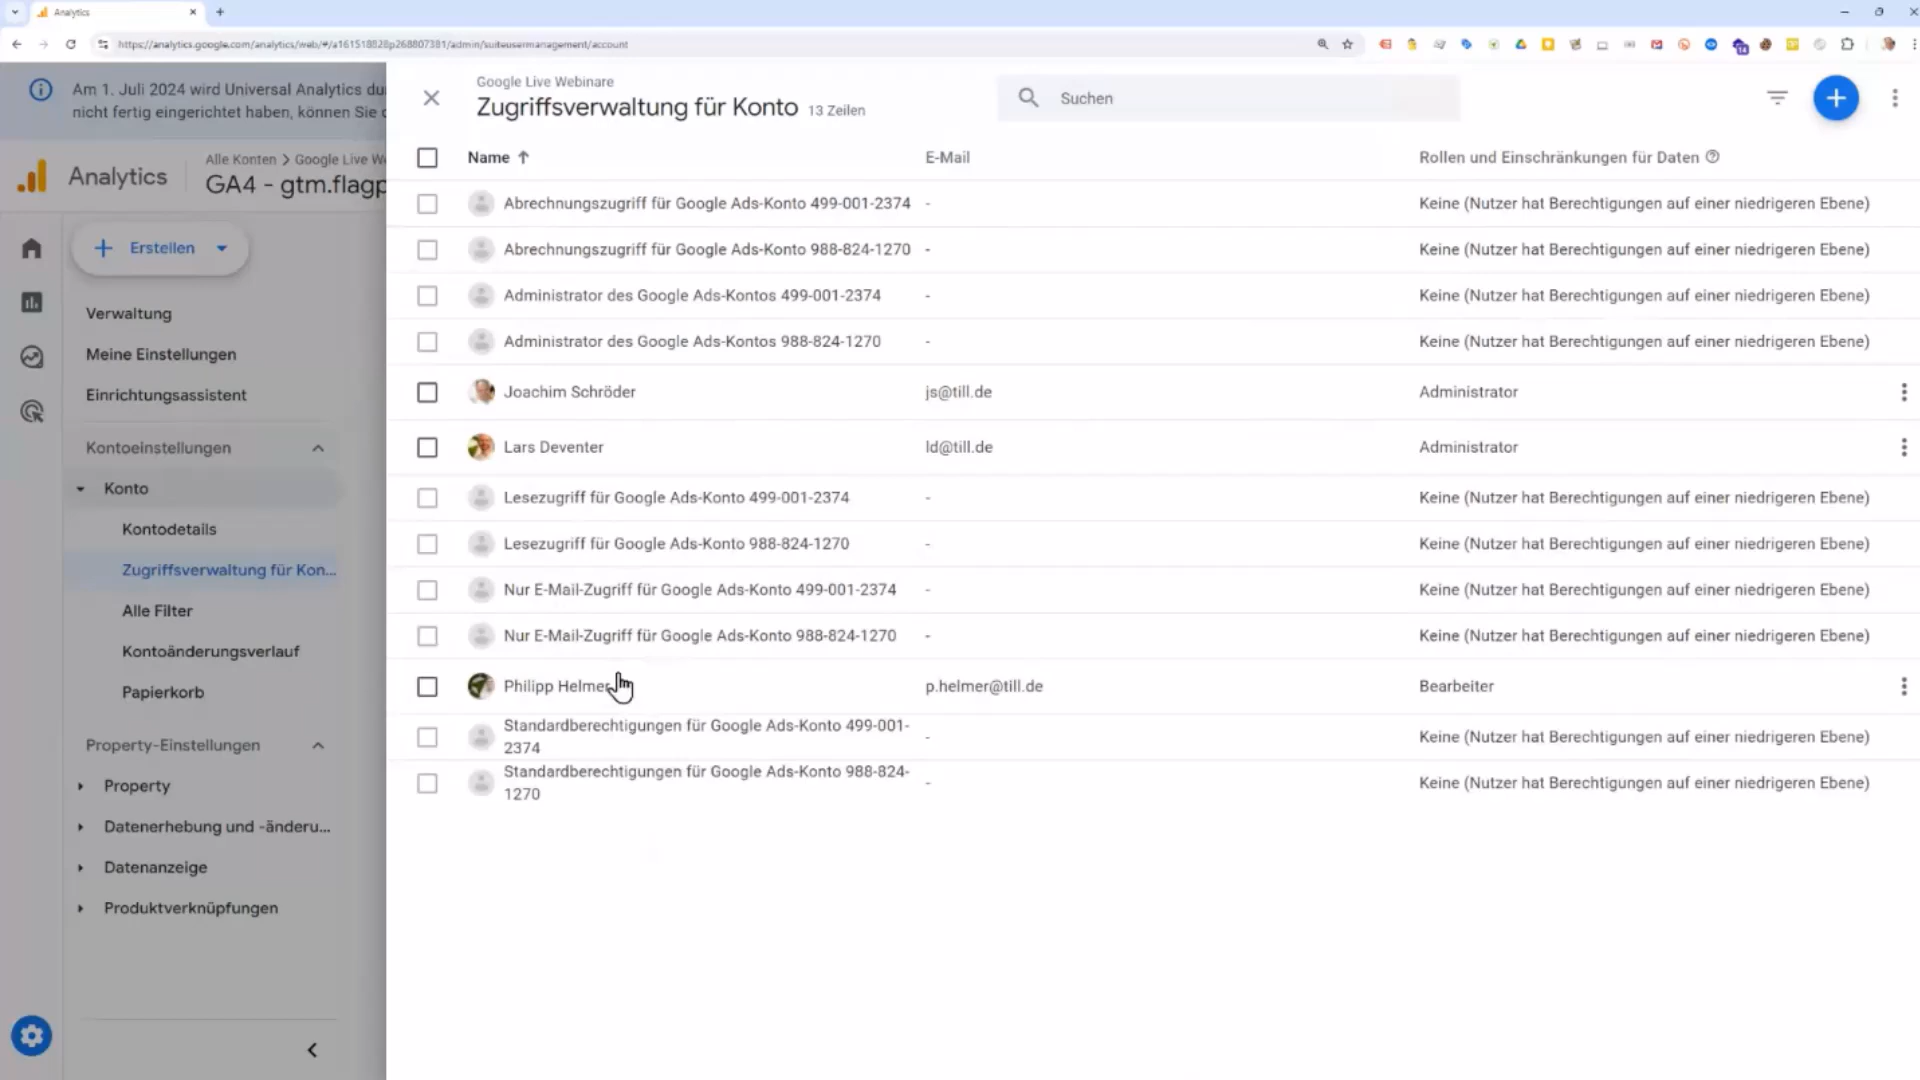 Analytics
https://analytics.google.com/analytics/web/#/a161518828p268807381/admin/suiteusermanagement/account
Am 1. Juli 2024 wird Universal Analytics du
nicht fertig eingerichtet haben, können Sie
Analytics
Alle Konten > Google Live We
GA4 - gtm.flagp
Erstellen
Verwaltung
Meine Einstellungen
Einrichtungsassistent
Kontoeinstellungen
Konto
Kontodetails
Zugriffsverwaltung für Kon...
Alle Filter
Kontoänderungsverlauf
Papierkorb
Property-Einstellungen
Property
Datenerhebung und -änderu...
Datenanzeige
Produktverknüpfungen
Google Live Webinare
Zugriffsverwaltung für Konto 13 Zeilen
Suchen
Name E-Mail Rollen und Einschränkungen für Daten
Abrechnungszugriff für Google Ads-Konto 499-001-2374 - Keine (Nutzer hat Berechtigungen auf einer niedrigeren Ebene)
Abrechnungszugriff für Google Ads-Konto 988-824-1270 - Keine (Nutzer hat Berechtigungen auf einer niedrigeren Ebene)
Administrator des Google Ads-Kontos 499-001-2374 - Keine (Nutzer hat Berechtigungen auf einer niedrigeren Ebene)
Administrator des Google Ads-Kontos 988-824-1270 - Keine (Nutzer hat Berechtigungen auf einer niedrigeren Ebene)
Joachim Schröder js@till.de Administrator
Lars Deventer ld@till.de Administrator
Lesezugriff für Google Ads-Konto 499-001-2374 - Keine (Nutzer hat Berechtigungen auf einer niedrigeren Ebene)
Lesezugriff für Google Ads-Konto 988-824-1270 - Keine (Nutzer hat Berechtigungen auf einer niedrigeren Ebene)
Nur E-Mail-Zugriff für Google Ads-Konto 499-001-2374 - Keine (Nutzer hat Berechtigungen auf einer niedrigeren Ebene)
Nur E-Mail-Zugriff für Google Ads-Konto 988-824-1270 - Keine (Nutzer hat Berechtigungen auf einer niedrigeren Ebene)
Philipp Helmer p.helmer@till.de Bearbeiter
Standardberechtigungen für Google Ads-Konto 499-001-
2374 - Keine (Nutzer hat Berechtigungen auf einer niedrigeren Ebene)
Standardberechtigungen für Google Ads-Konto 988-824-
1270 - Keine (Nutzer hat Berechtigungen auf einer niedrigeren Ebene)